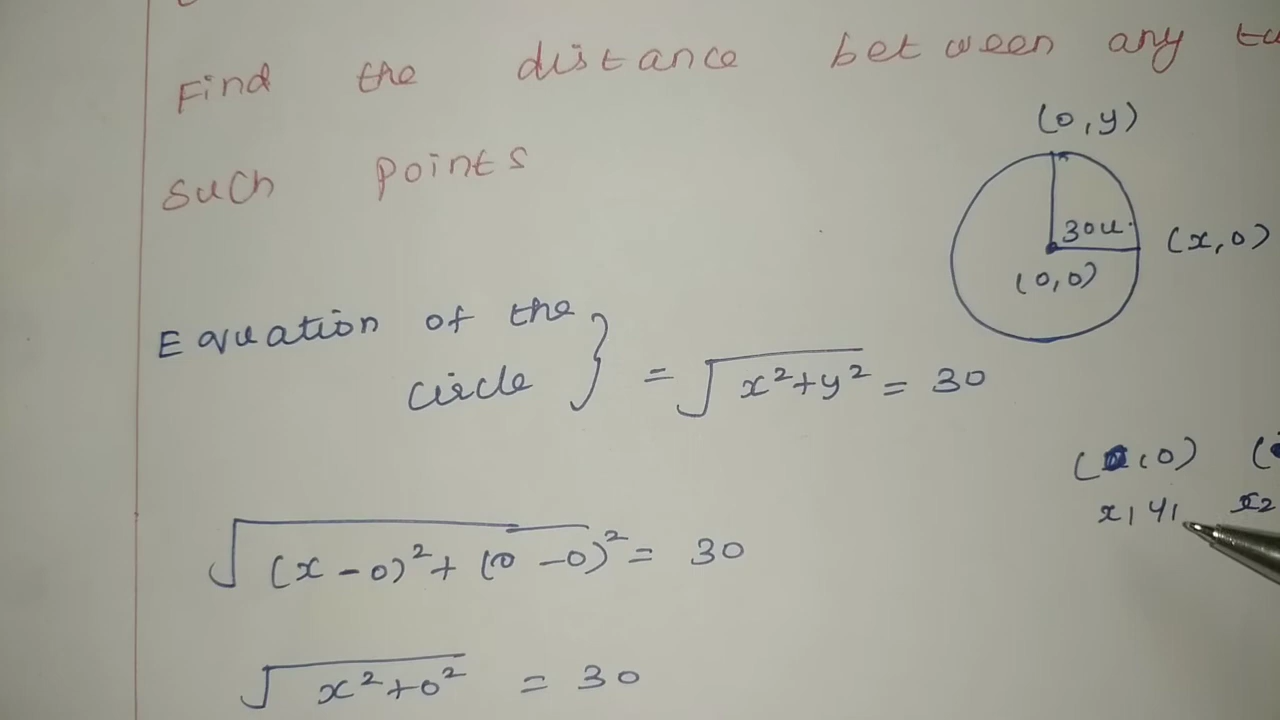 Find the distance between any
such points
(0,y)
30u.
(x,0)
(0,0)
Equation of the
circle } = √x²+y² = 30
( ,0) (
x1 y1 x2
√(x-0)²+(0-0)² = 30
√x²+0² = 30